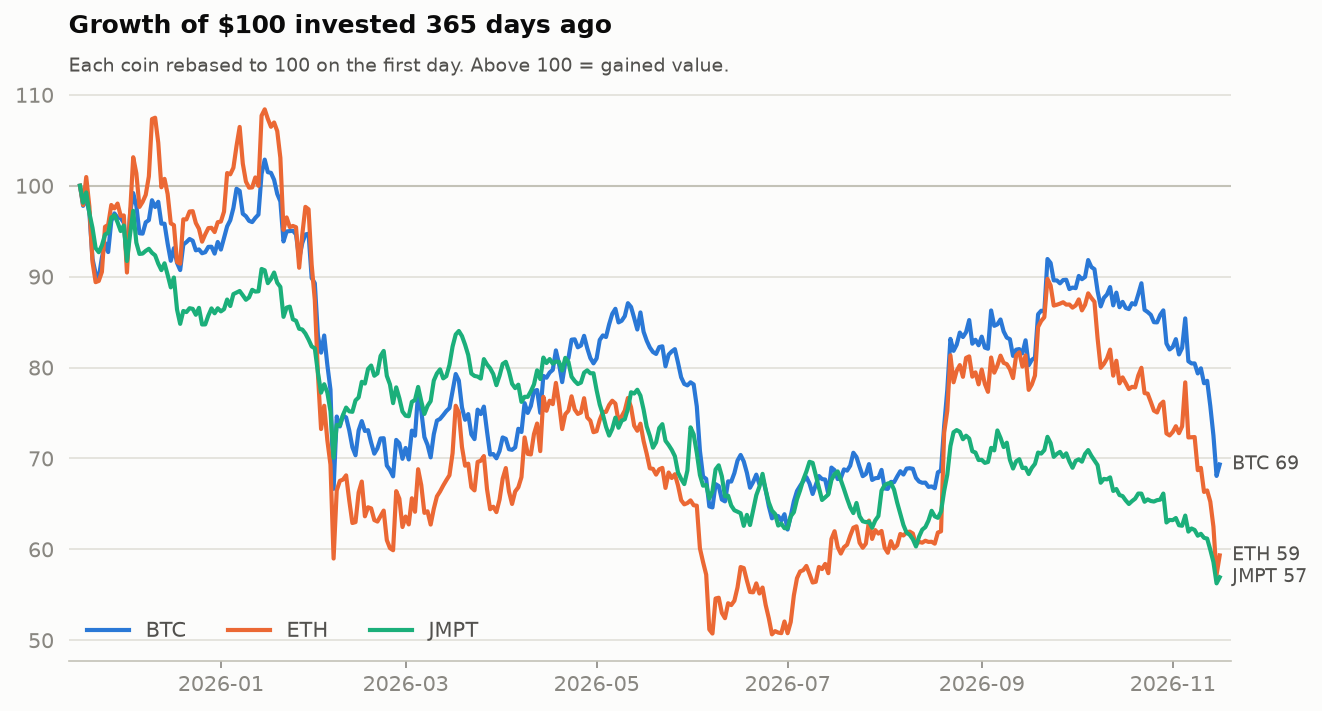 Growth of $100 invested 365 days ago
Each coin rebased to 100 on the first day. Above 100 = gained value.
110
100
90
80
70
60
50
BTC 69
ETH 59
JMPT 57
BTC ETH JMPT
2026-01 2026-03 2026-05 2026-07 2026-09 2026-11